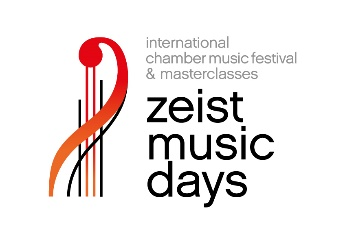 international
chamber music festival
& masterclasses
zeist
music
days